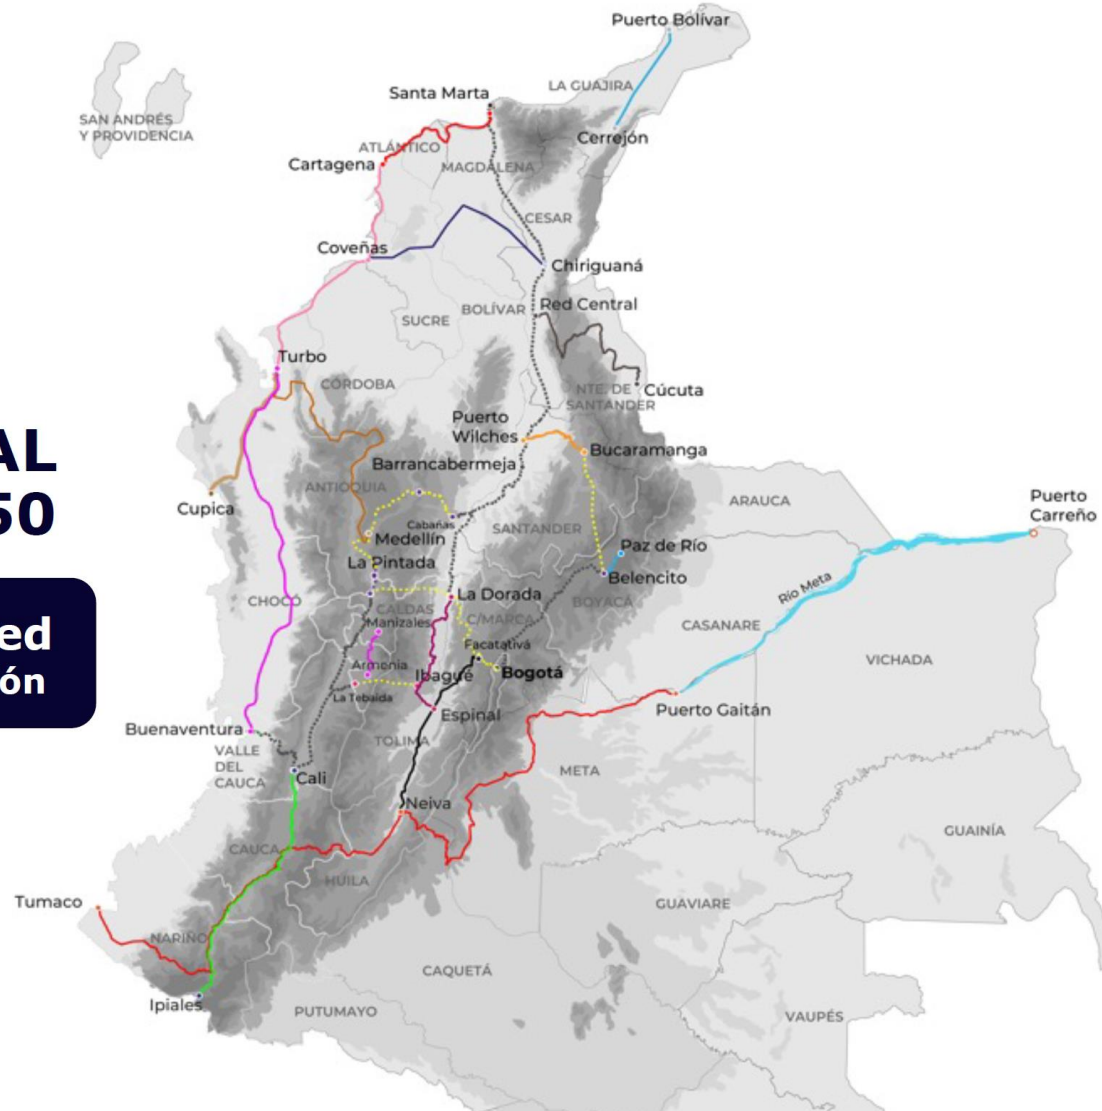 Puerto Bolívar
LA GUAJIRA
Santa Marta
SAN ANDRÉS
Y PROVIDENCIA
Cerrejón
ATLÁNTICO
Cartagena
MAGDALENA
CESAR
Coveñas
Chiriguaná
Red Central
BOLÍVAR
SUCRE
Turbo
CÓRDOBA
Cúcuta
NTE. DE
SANTANDER
Puerto
Wilches
AL
50
Bucaramanga
Barrancabermeja
ANTIOQUIA
ARAUCA
Puerto
Carreño
Cupica
Cabañas
SANTANDER
Medellín
Paz de Río
La Pintada
Belencito
Río Meta
CHOCÓ
La Dorada
BOYACÁ
CALDAS
Manizales
C/MARCA
CASANARE
ed
ón
Facatativá
VICHADA
Armenia
Ibagué
Bogotá
La Tebaida
Puerto Gaitán
Espinal
Buenaventura
TOLIMA
VALLE
DEL
CAUCA
META
Cali
Neiva
GUAINÍA
CAUCA
HUILA
Tumaco
GUAVIARE
NARIÑO
CAQUETÁ
Ipiales
PUTUMAYO
VAUPÉS